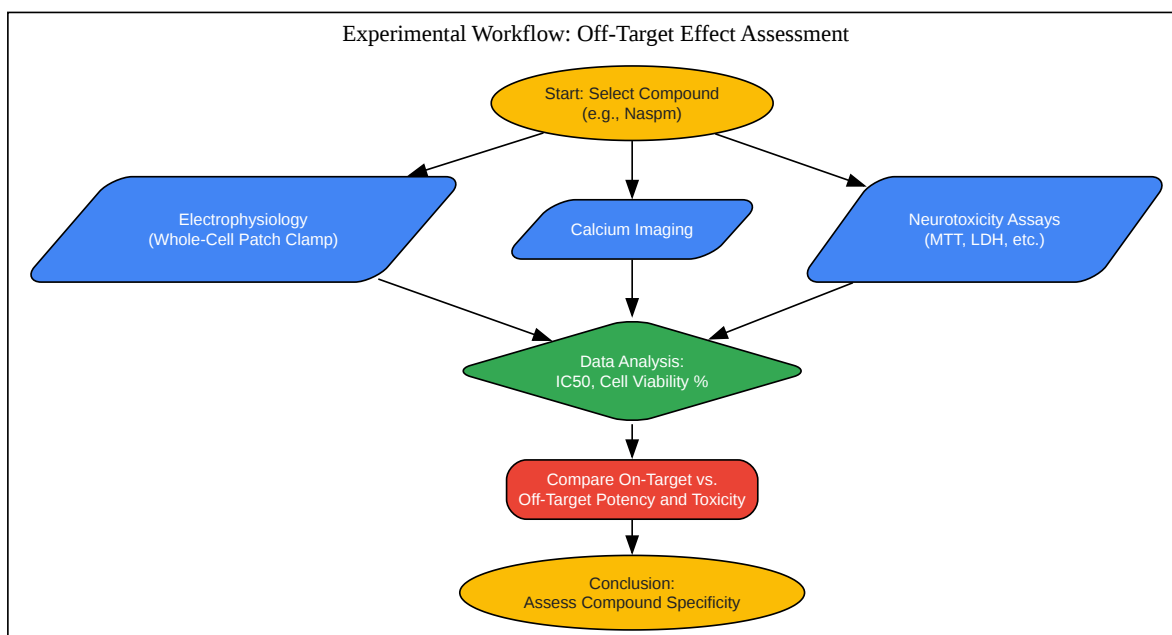 Experimental Workflow: Off-Target Effect Assessment
Start: Select Compound
(e.g., Naspm)
Electrophysiology
(Whole-Cell Patch Clamp)
Calcium Imaging
Neurotoxicity Assays
(MTT, LDH, etc.)
Data Analysis:
IC50, Cell Viability %
Compare On-Target vs.
Off-Target Potency and Toxicity
Conclusion:
Assess Compound Specificity